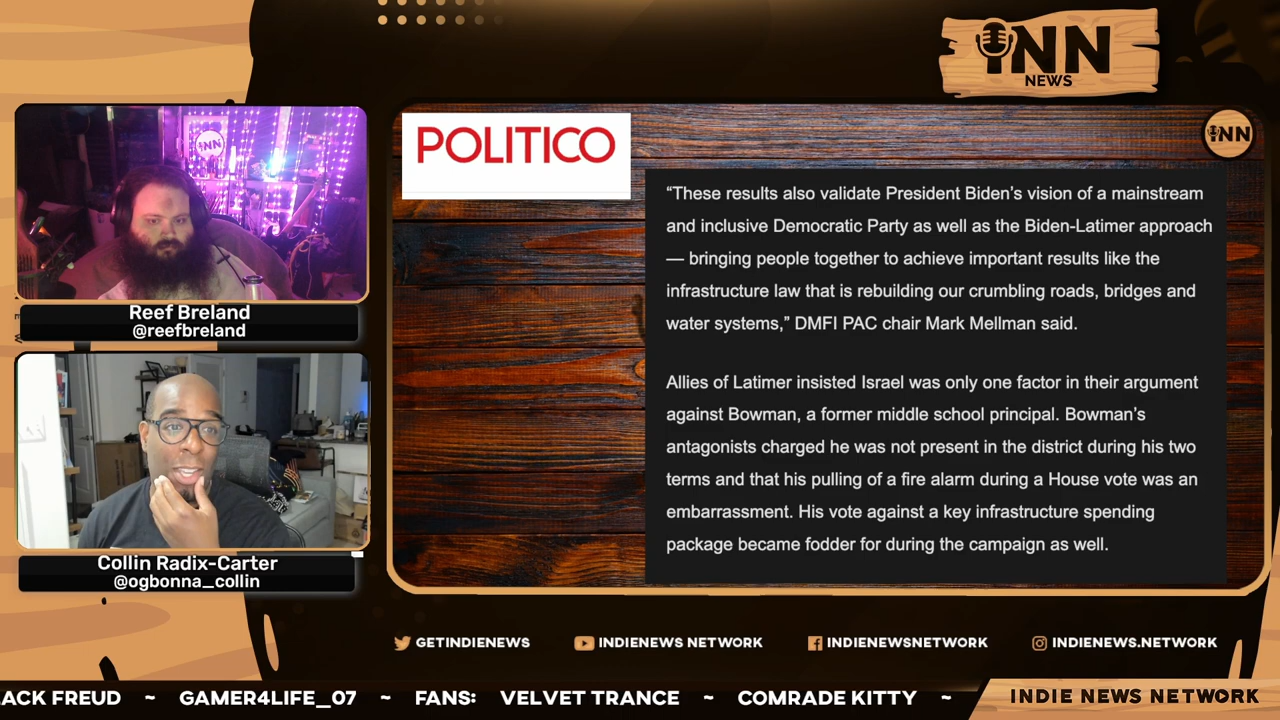 INN
NEWS
INN
POLITICO
“These results also validate President Biden’s vision of a mainstream
and inclusive Democratic Party as well as the Biden-Latimer approach
— bringing people together to achieve important results like the
infrastructure law that is rebuilding our crumbling roads, bridges and
water systems,” DMFI PAC chair Mark Mellman said.
Allies of Latimer insisted Israel was only one factor in their argument
against Bowman, a former middle school principal. Bowman’s
antagonists charged he was not present in the district during his two
terms and that his pulling of a fire alarm during a House vote was an
embarrassment. His vote against a key infrastructure spending
package became fodder for during the campaign as well.
INN
Reef Breland
@reefbreland
Collin Radix-Carter
@ogbonna_collin
GETINDIENEWS
INDIENEWS NETWORK
INDIENEWSNETWORK
INDIENEWS.NETWORK
ACK FREUD ~ GAMER4LIFE_07 ~ FANS: VELVET TRANCE ~ COMRADE KITTY ~
INDIE NEWS NETWORK